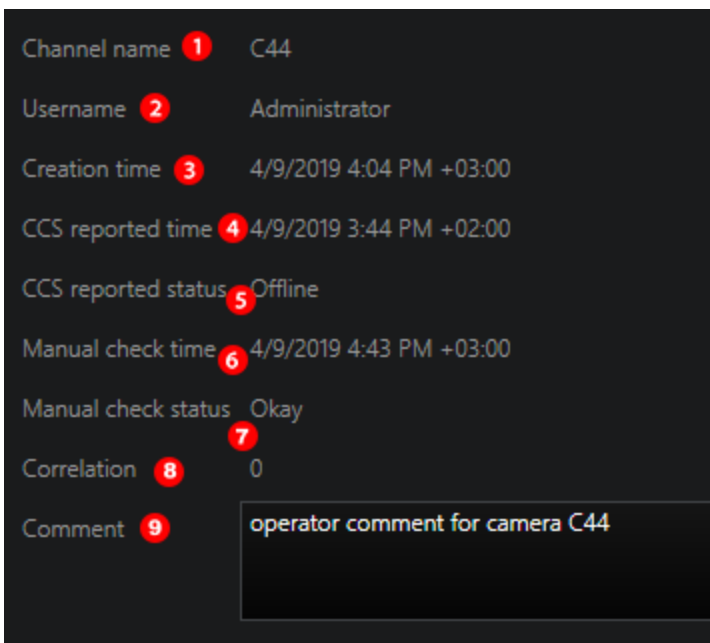 Channel name 1 C44
Username 2 Administrator
Creation time 3 4/9/2019 4:04 PM +03:00
CCS reported time 4 4/9/2019 3:44 PM +02:00
CCS reported status 5 Offline
Manual check time 6 4/9/2019 4:43 PM +03:00
Manual check status 7 Okay
Correlation 8 0
Comment 9 operator comment for camera C44